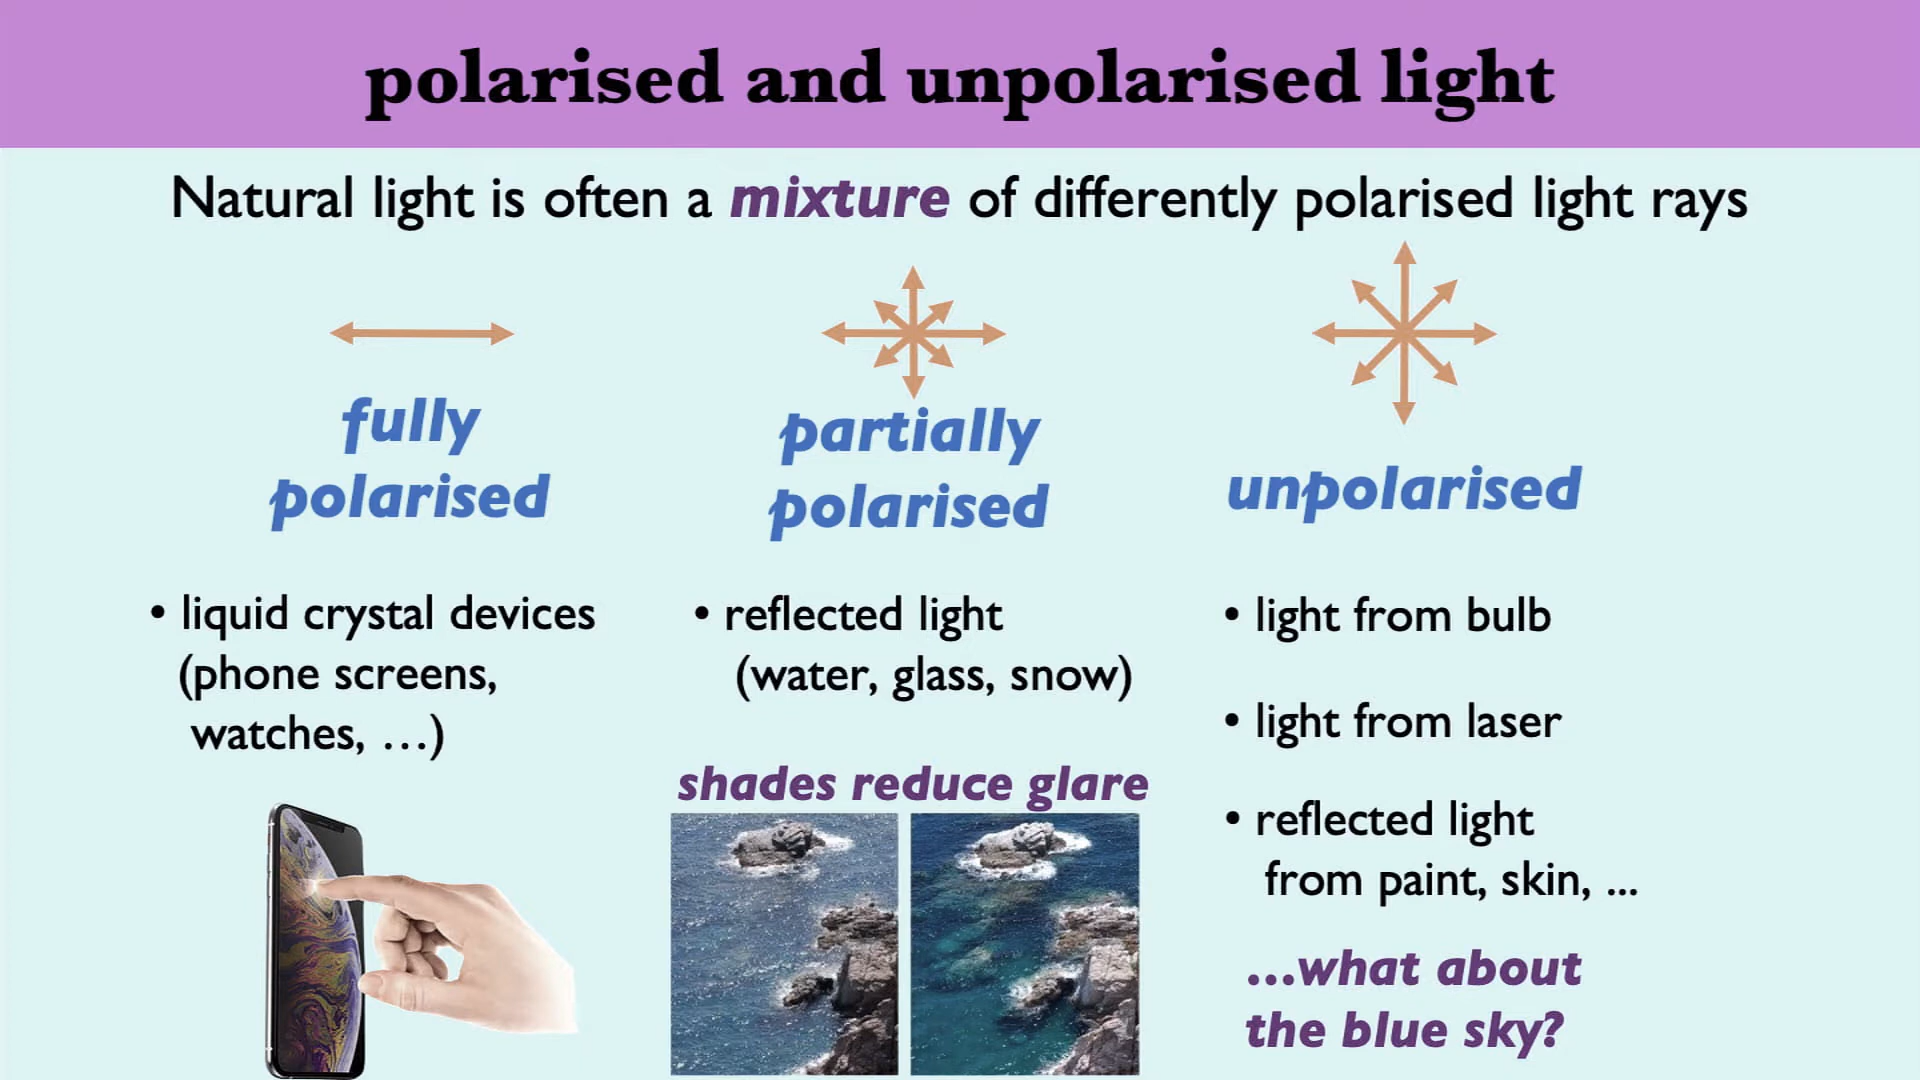 polarised and unpolarised light
Natural light is often a mixture of differently polarised light rays
fully
polarised
• liquid crystal devices
(phone screens,
watches, ...)
partially
polarised
• reflected light
(water, glass, snow)
shades reduce glare
unpolarised
• light from bulb
• light from laser
• reflected light
from paint, skin, ...
...what about
the blue sky?